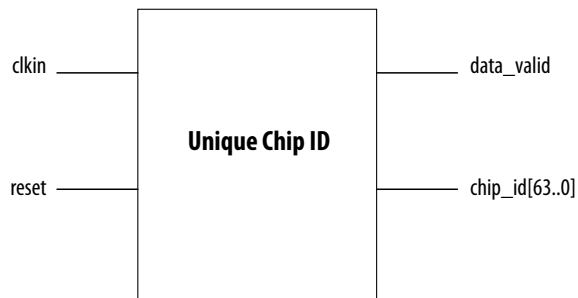 clkin
data_valid
Unique Chip ID
reset
chip_id[63..0]